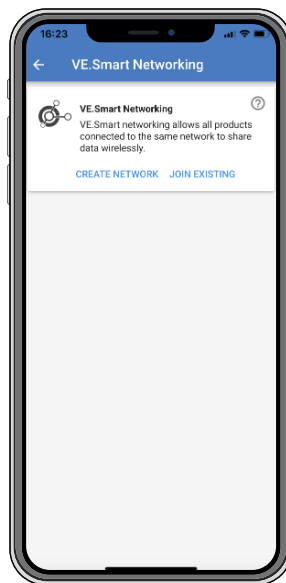 16:23
VE.Smart Networking
VE.Smart Networking
VE.Smart networking allows all products
connected to the same network to share
data wirelessly.
CREATE NETWORK JOIN EXISTING